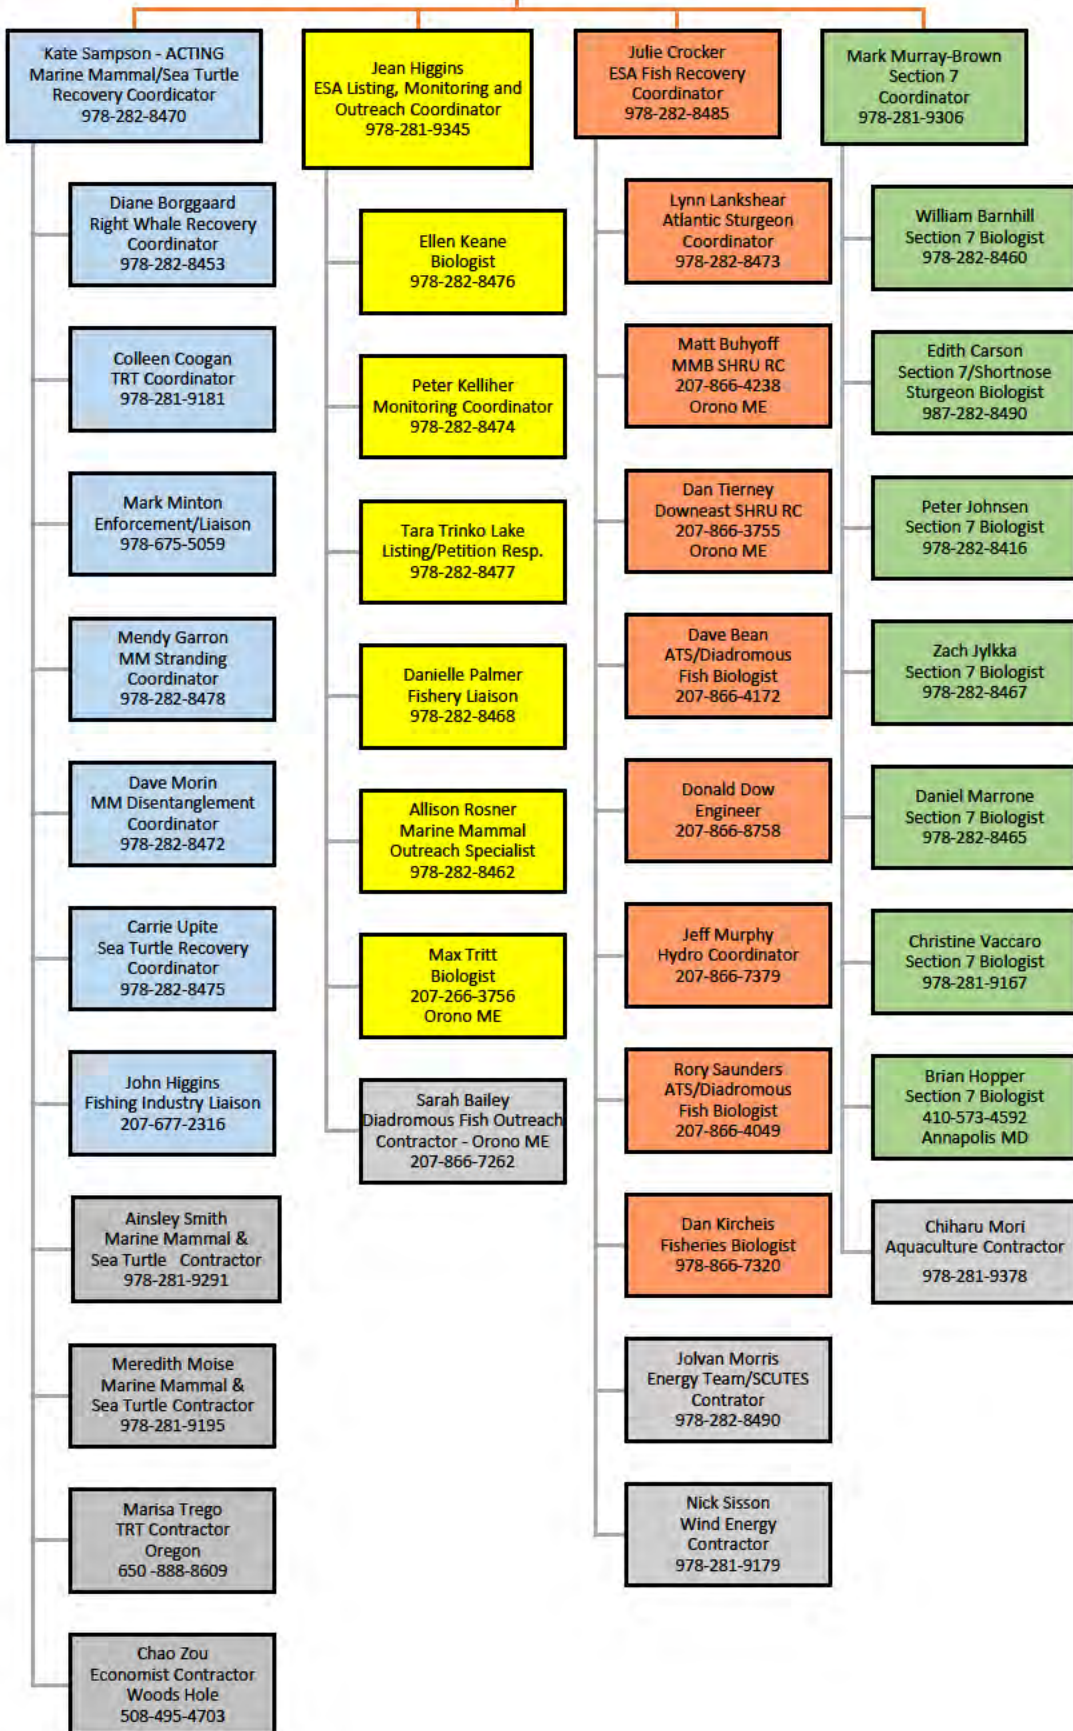 Kate Sampson - ACTING
Marine Mammal/Sea Turtle
Recovery Coordicator
978-282-8470
Diane Borggaard
Right Whale Recovery
Coordinator
978-282-8453
Colleen Coogan
TRT Coordinator
978-281-9181
Mark Minton
Enforcement/Liaison
978-675-5059
Mendy Garron
MM Stranding
Coordinator
978-282-8478
Dave Morin
MM Disentanglement
Coordinator
978-282-8472
Carrie Upite
Sea Turtle Recovery
Coordinator
978-282-8475
John Higgins
Fishing Industry Liaison
207-677-2316
Ainsley Smith
Marine Mammal &
Sea Turtle Contractor
978-281-9291
Meredith Moise
Marine Mammal &
Sea Turtle Contractor
978-281-9195
Marisa Trego
TRT Contractor
Oregon
650 -888-8609
Chao Zou
Economist Contractor
Woods Hole
508-495-4703
Jean Higgins
ESA Listing, Monitoring and
Outreach Coordinator
978-281-9345
Ellen Keane
Biologist
978-282-8476
Peter Kelliher
Monitoring Coordinator
978-282-8474
Tara Trinko Lake
Listing/Petition Resp.
978-282-8477
Danielle Palmer
Fishery Liaison
978-282-8468
Allison Rosner
Marine Mammal
Outreach Specialist
978-282-8462
Max Tritt
Biologist
207-266-3756
Orono ME
Sarah Bailey
Diadromous Fish Outreach
Contractor - Orono ME
207-866-7262
Julie Crocker
ESA Fish Recovery
Coordinator
978-282-8485
Lynn Lankshear
Atlantic Sturgeon
Coordinator
978-282-8473
Matt Buhyoff
MMB SHRU RC
207-866-4238
Orono ME
Dan Tierney
Downeast SHRU RC
207-866-3755
Orono ME
Dave Bean
ATS/Diadromous
Fish Biologist
207-866-4172
Donald Dow
Engineer
207-866-8758
Jeff Murphy
Hydro Coordinator
207-866-7379
Rory Saunders
ATS/Diadromous
Fish Biologist
207-866-4049
Dan Kircheis
Fisheries Biologist
978-866-7320
Jolvan Morris
Energy Team/SCUTES
Contrator
978-282-8490
Nick Sisson
Wind Energy
Contractor
978-281-9179
Mark Murray-Brown
Section 7
Coordinator
978-281-9306
William Barnhill
Section 7 Biologist
978-282-8460
Edith Carson
Section 7/Shortnose
Sturgeon Biologist
987-282-8490
Peter Johnsen
Section 7 Biologist
978-282-8416
Zach Jylkka
Section 7 Biologist
978-282-8467
Daniel Marrone
Section 7 Biologist
978-282-8465
Christine Vaccaro
Section 7 Biologist
978-281-9167
Brian Hopper
Section 7 Biologist
410-573-4592
Annapolis MD
Chiharu Mori
Aquaculture Contractor
978-281-9378